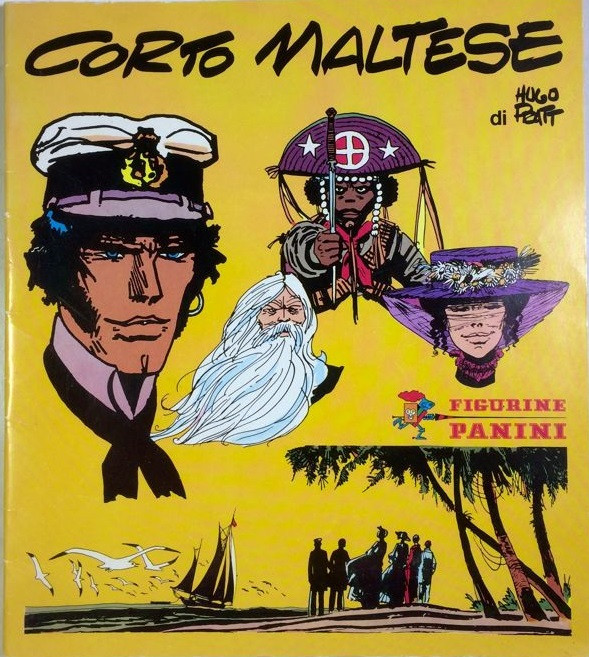 CORTO MALTESE
di HUGO PRATT
FIGURINE
PANINI